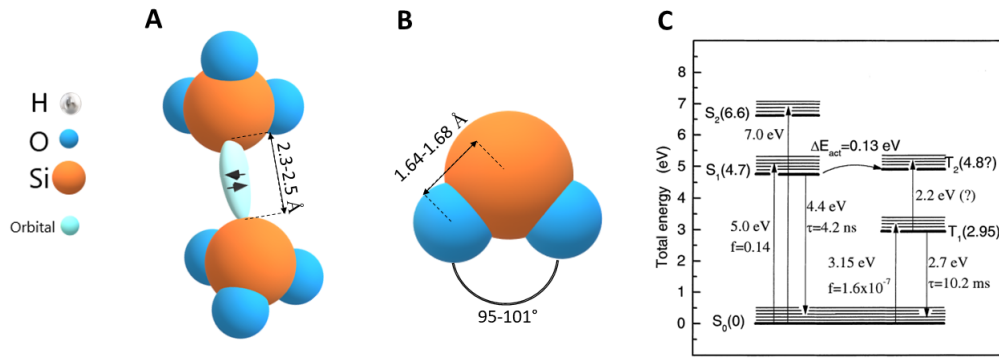 A
B
C
H
O
Si
Orbital
2.3-2.5 Å
1.64-1.68 Å
95-101°
Total energy (eV)
8
7
6
5
4
3
2
1
0
S₂(6.6)
7.0 eV
ΔE_act=0.13 eV
S₁(4.7)
T₂(4.8?)
4.4 eV
τ=4.2 ns
2.2 eV (?)
5.0 eV
f=0.14
T₁(2.95)
3.15 eV
f=1.6x10⁻⁷
2.7 eV
τ=10.2 ms
S₀(0)